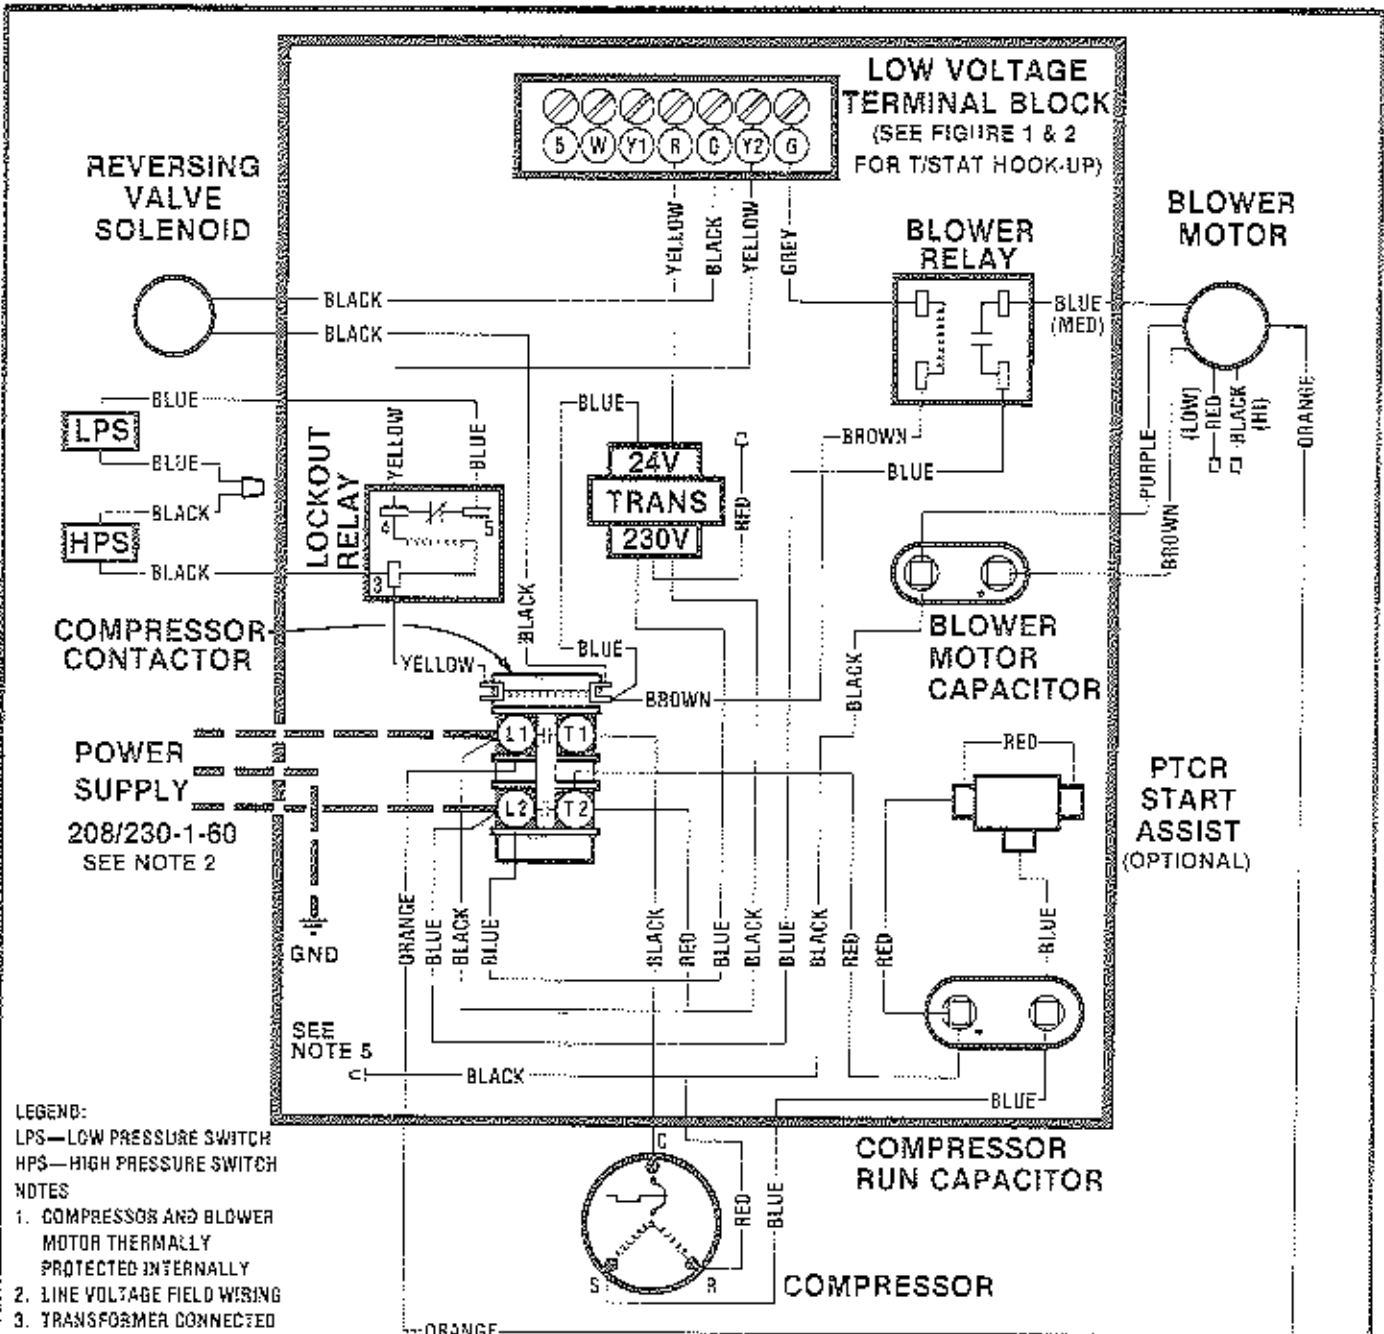 LOW VOLTAGE
TERMINAL BLOCK
(SEE FIGURE 1 & 2
FOR T/STAT HOOK-UP)
W Y1 R C Y2 G
REVERSING
VALVE
SOLENOID
YELLOW
BLACK
YELLOW
GREY
BLOWER
RELAY
BLOWER
MOTOR
BLACK
BLACK
BLUE
(MED)
BLUE
LPS
BLUE
BLACK
HPS
BLACK
LOCKOUT
RELAY
YELLOW
BLUE
4
5
3
BLUE
24V
TRANS
230V
RED
BROWN
BLUE
PURPLE
BROWN
(LOW)
RED
BLACK
(HI)
ORANGE
BLACK
BLUE
COMPRESSOR
CONTACTOR
YELLOW
BROWN
BLACK
BLOWER
MOTOR
CAPACITOR
L1 T1
L2 T2
POWER
SUPPLY
208/230-1-60
SEE NOTE 2
GND
RED
PTCR
START
ASSIST
(OPTIONAL)
ORANGE
BLUE
BLACK
BLUE
BLACK
RED
BLUE
BLACK
BLUE
BLACK
RED
RED
BLUE
SEE
NOTE 5
BLACK
BLUE
COMPRESSOR
RUN CAPACITOR
C
S
R
RED
BLUE
COMPRESSOR
LEGEND:
LPS—LOW PRESSURE SWITCH
HPS—HIGH PRESSURE SWITCH
NOTES
1. COMPRESSOR AND BLOWER
MOTOR THERMALLY
PROTECTED INTERNALLY
2. LINE VOLTAGE FIELD WIRING
3. TRANSFORMER CONNECTED
ORANGE